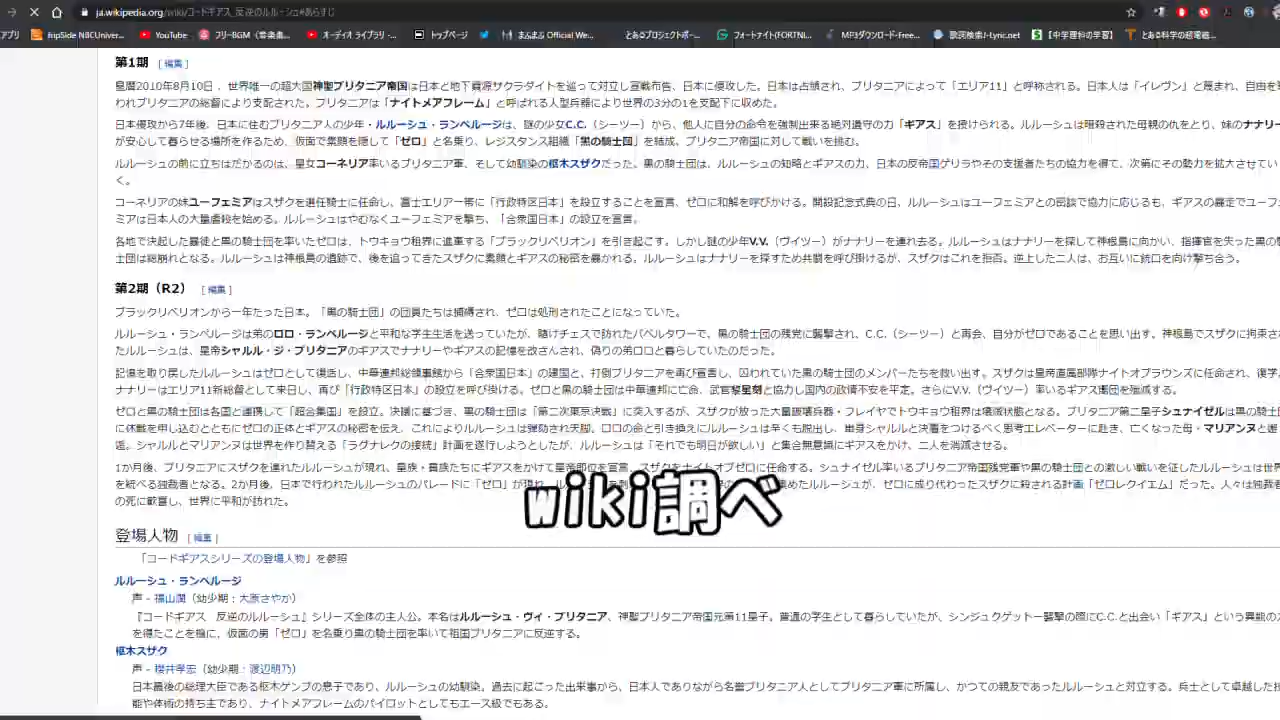 ja.wikipedia.org/wiki/コードギアス_反逆のルルーシュ#あらすじ
アプリ fripSide NBCUniver... YouTube フリーBGM（音楽素... オーディオ ライブラリ -... トップページ まふまふ Official We... とあるプロジェクトポー... フォートナイト(FORTNI... MP3ダウンロード-Free... 歌詞検索J-Lyric.net 【中学理科の学習】 とある科学の超電磁...
第1期 [編集]
皇暦2010年8月10日、世界唯一の超大国神聖ブリタニア帝国は日本と地下資源サクラダイトを巡って対立し宣戦布告、日本に侵攻した。日本は占領され、ブリタニアによって「エリア11」と呼称される。日本人は「イレヴン」と蔑まれ、自由を
われブリタニアの総督により支配された。ブリタニアは「ナイトメアフレーム」と呼ばれる人型兵器により世界の3分の1を支配下に収めた。
日本侵攻から7年後、日本に住むブリタニア人の少年・ルルーシュ・ランペルージは、謎の少女C.C.（シーツー）から、他人に自分の命令を強制出来る絶対遵守の力「ギアス」を授けられる。ルルーシュは暗殺された母親の仇をとり、妹のナナリー
が安心して暮らせる場所を作るため、仮面で素顔を隠して「ゼロ」と名乗り、レジスタンス組織「黒の騎士団」を結成、ブリタニア帝国に対して戦いを挑む。
ルルーシュの前に立ちはだかるのは、皇女コーネリア率いるブリタニア軍、そして幼馴染の枢木スザクだった。黒の騎士団は、ルルーシュの知略とギアスの力、日本の反帝国ゲリラやその支援者たちの協力を得て、次第にその勢力を拡大させてい
く。
コーネリアの妹ユーフェミアはスザクを選任騎士に任命し、富士エリア一帯に「行政特区日本」を設立することを宣言、ゼロに和解を呼びかける。開設記念式典の日、ルルーシュはユーフェミアとの密談で協力に応じるも、ギアスの暴走でユーフ
ミアは日本人の大量虐殺を始める。ルルーシュはやむなくユーフェミアを撃ち、「合衆国日本」の設立を宣言。
各地で決起した暴徒と黒の騎士団を率いたゼロは、トウキョウ租界に進軍する「ブラックリベリオン」を引き起こす。しかし謎の少年V.V.（ヴィツー）がナナリーを連れ去る。ルルーシュはナナリーを探して神根島に向かい、指揮官を失った黒の騎
士団は総崩れとなる。ルルーシュは神根島の遺跡で、後を追ってきたスザクに素顔とギアスの秘密を暴かれる。ルルーシュはナナリーを探すため共闘を呼び掛けるが、スザクはこれを拒否。逆上した二人は、お互いに銃口を向け撃ち合う。
第2期（R2） [編集]
ブラックリベリオンから一年たった日本。「黒の騎士団」の団員たちは捕縛され、ゼロは処刑されたことになっていた。
ルルーシュ・ランペルージは弟のロロ・ランペルージと平和な学生生活を送っていたが、賭けチェスで訪れたバベルタワーで、黒の騎士団の残党に襲撃され、C.C.（シーツー）と再会、自分がゼロであることを思い出す。神根島でスザクに拘束さ
たルルーシュは、皇帝シャルル・ジ・ブリタニアのギアスでナナリーやギアスの記憶を改ざんされ、偽りの弟ロロと暮らしていたのだった。
記憶を取り戻したルルーシュはゼロとして復活し、中華連邦総領事館から「合衆国日本」の建国と、打倒ブリタニアを再び宣言し、囚われていた黒の騎士団のメンバーたちを救い出す。スザクは皇帝直属部隊ナイトオブラウンズに任命され、復学。
ナナリーはエリア11新総督として来日し、再び「行政特区日本」の設立を呼び掛ける。ゼロと黒の騎士団は中華連邦に亡命、武官黎星刻と協力し国内の政情不安を平定。さらにV.V.（ヴィツー）率いるギアス嚮団を殲滅する。
ゼロと黒の騎士団は各国と連携して「超合集国」を設立。決議に基づき、黒の騎士団は「第二次東京決戦」に突入するが、スザクが放った大量破壊兵器・フレイヤでトウキョウ租界は壊滅状態となる。ブリタニア第二皇子シュナイゼルは黒の騎士団
に休戦を申し込むとともにゼロの正体とギアスの秘密を伝え、これによりルルーシュは弾劾され失脚、ロロの命と引き換えにルルーシュは辛くも脱出し、単身シャルルと決着をつけるべく思考エレベーターに赴き、亡くなった母・マリアンヌと邂
逅。シャルルとマリアンヌは世界を作り替える「ラグナレクの接続」計画を遂行しようとしたが、ルルーシュは「それでも明日が欲しい」と集合無意識にギアスをかけ、二人を消滅させる。
1か月後、ブリタニアにスザクを連れたルルーシュが現れ、皇族・貴族たちにギアスをかけて皇帝即位を宣言、スザクをナイトオブゼロに任命する。シュナイゼル率いるブリタニア帝国残党軍や黒の騎士団との激しい戦いを征したルルーシュは世界
を統べる独裁者となる。2か月後、日本で行われたルルーシュのパレードに「ゼロ」が現れ、ル めたルルーシュが、ゼロに成り代わったスザクに殺される計画「ゼロレクイエム」だった。人々は独裁者
の死に歓喜し、世界に平和が訪れた。
wiki調べ
登場人物 [編集]
「コードギアスシリーズの登場人物」を参照
ルルーシュ・ランペルージ
声 - 福山潤（幼少期：大原さやか）
『コードギアス 反逆のルルーシュ』シリーズ全体の主人公。本名はルルーシュ・ヴィ・ブリタニア、神聖ブリタニア帝国元第11皇子。普通の学生として暮らしていたが、シンジュクゲットー襲撃の際にC.C.と出会い「ギアス」という異能の
を得たことを機に、仮面の男「ゼロ」を名乗り黒の騎士団を率いて祖国ブリタニアに反逆する。
枢木スザク
声 - 櫻井孝宏（幼少期：渡辺明乃）
日本最後の総理大臣である枢木ゲンブの息子であり、ルルーシュの幼馴染。過去に起こった出来事から、日本人でありながら名誉ブリタニア人としてブリタニア軍に所属し、かつての親友であったルルーシュと対立する。兵士として卓越した技
能や体術の持ち主であり、ナイトメアフレームのパイロットとしてもエース級でもある。